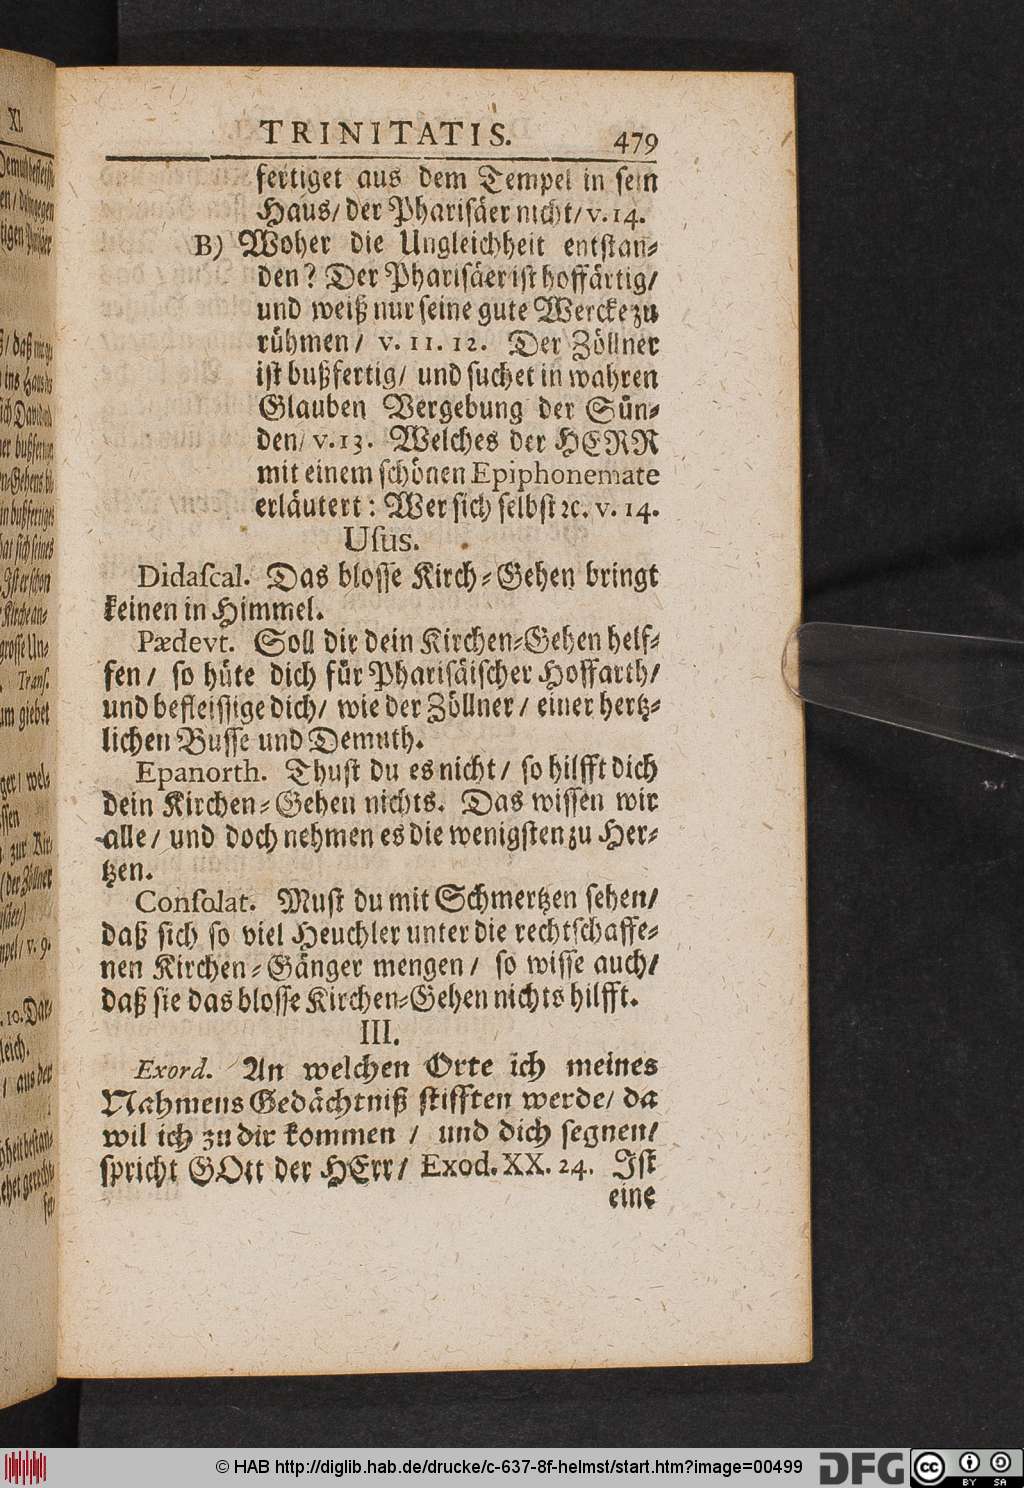 TRINITATIS. 479
fertiget aus dem Tempel in sein
Haus/ der Pharisäer nicht/ v. 14.
B) Woher die Ungleichheit entstan-
den? Der Pharisäer ist hoffärtig/
und weiß nur seine gute Wercke zu
rühmen/ v. 11. 12. Der Zöllner
ist bußfertig/ und suchet in wahren
Glauben Vergebung der Sün-
den/ v. 13. Welches der HERR
mit einem schönen Epiphonemate
erläutert: Wer sich selbst ꝛc. v. 14.
Usus.
Didascal. Das blosse Kirch-Gehen bringt
keinen in Himmel.
Pædevt. Soll dir dein Kirchen-Gehen helf-
fen/ so hüte dich für Pharisäischer Hoffarth/
und befleissige dich/ wie der Zöllner/ einer hertz-
lichen Busse und Demuth.
Epanorth. Thust du es nicht/ so hilfft dich
dein Kirchen-Gehen nichts. Das wissen wir
alle/ und doch nehmen es die wenigsten zu Her-
tzen.
Consolat. Must du mit Schmertzen sehen/
daß sich so viel Heuchler unter die rechtschaffe-
nen Kirchen-Gänger mengen/ so wisse auch/
daß sie das blosse Kirchen-Gehen nichts hilfft.
III.
Exord. An welchen Orte ich meines
Nahmens Gedächtniß stifften werde/ da
wil ich zu dir kommen/ und dich segnen/
spricht GOtt der HErr/ Exod. XX. 24. Ist
eine
© HAB http://diglib.hab.de/drucke/c-637-8f-helmst/start.htm?image=00499
DFG
cc BY SA